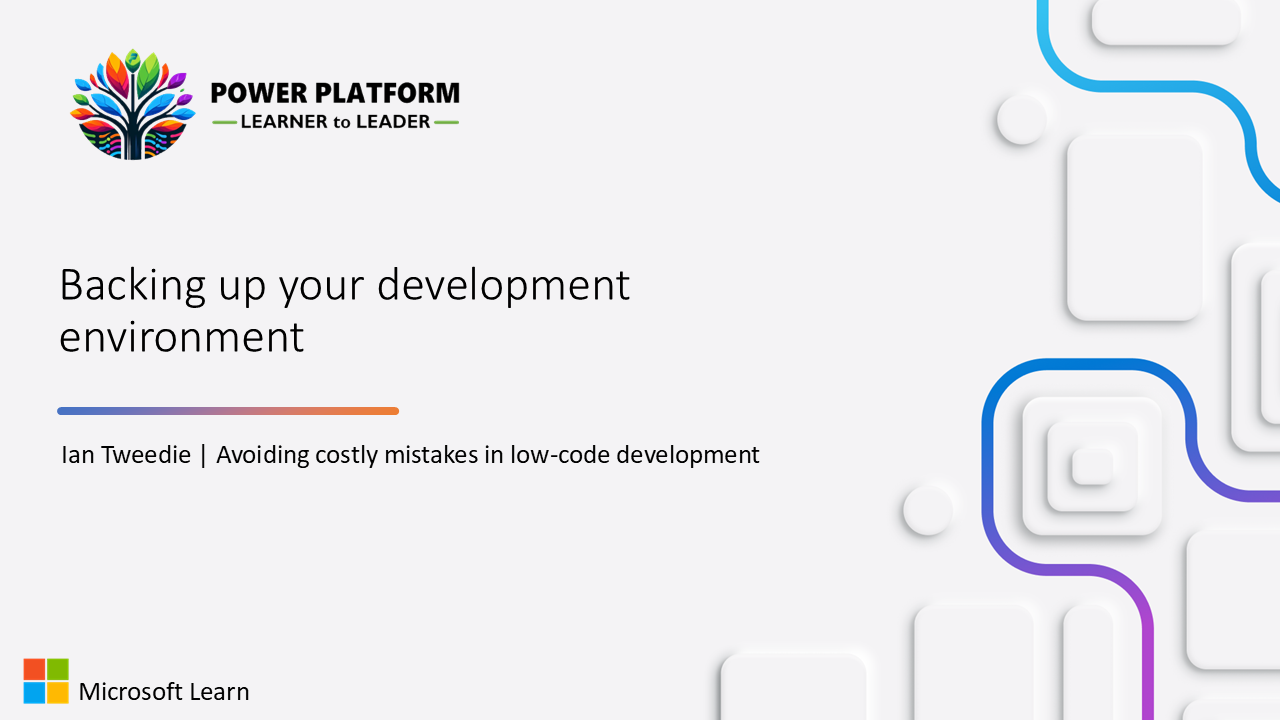 POWER PLATFORM
LEARNER to LEADER
Backing up your development
environment
Ian Tweedie | Avoiding costly mistakes in low-code development
Microsoft Learn